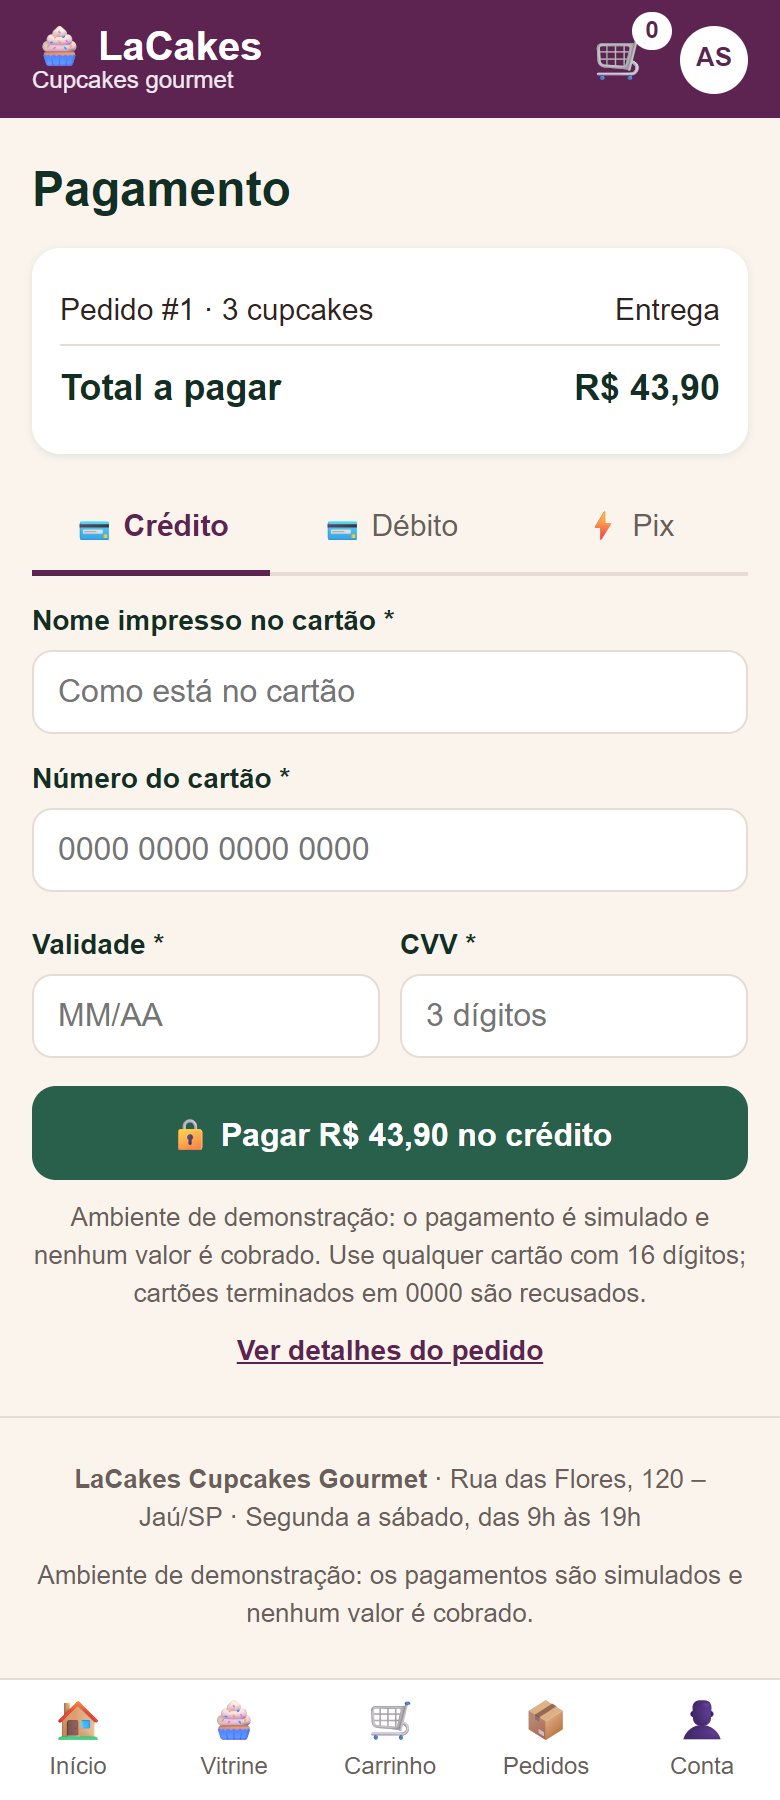 LaCakes
Cupcakes gourmet
0
AS
Pagamento
Pedido #1 · 3 cupcakes Entrega
Total a pagar R$ 43,90
Crédito Débito Pix
Nome impresso no cartão *
Como está no cartão
Número do cartão *
0000 0000 0000 0000
Validade * CVV *
MM/AA 3 dígitos
Pagar R$ 43,90 no crédito
Ambiente de demonstração: o pagamento é simulado e
nenhum valor é cobrado. Use qualquer cartão com 16 dígitos;
cartões terminados em 0000 são recusados.
Ver detalhes do pedido
LaCakes Cupcakes Gourmet · Rua das Flores, 120 –
Jaú/SP · Segunda a sábado, das 9h às 19h
Ambiente de demonstração: os pagamentos são simulados e
nenhum valor é cobrado.
Início Vitrine Carrinho Pedidos Conta